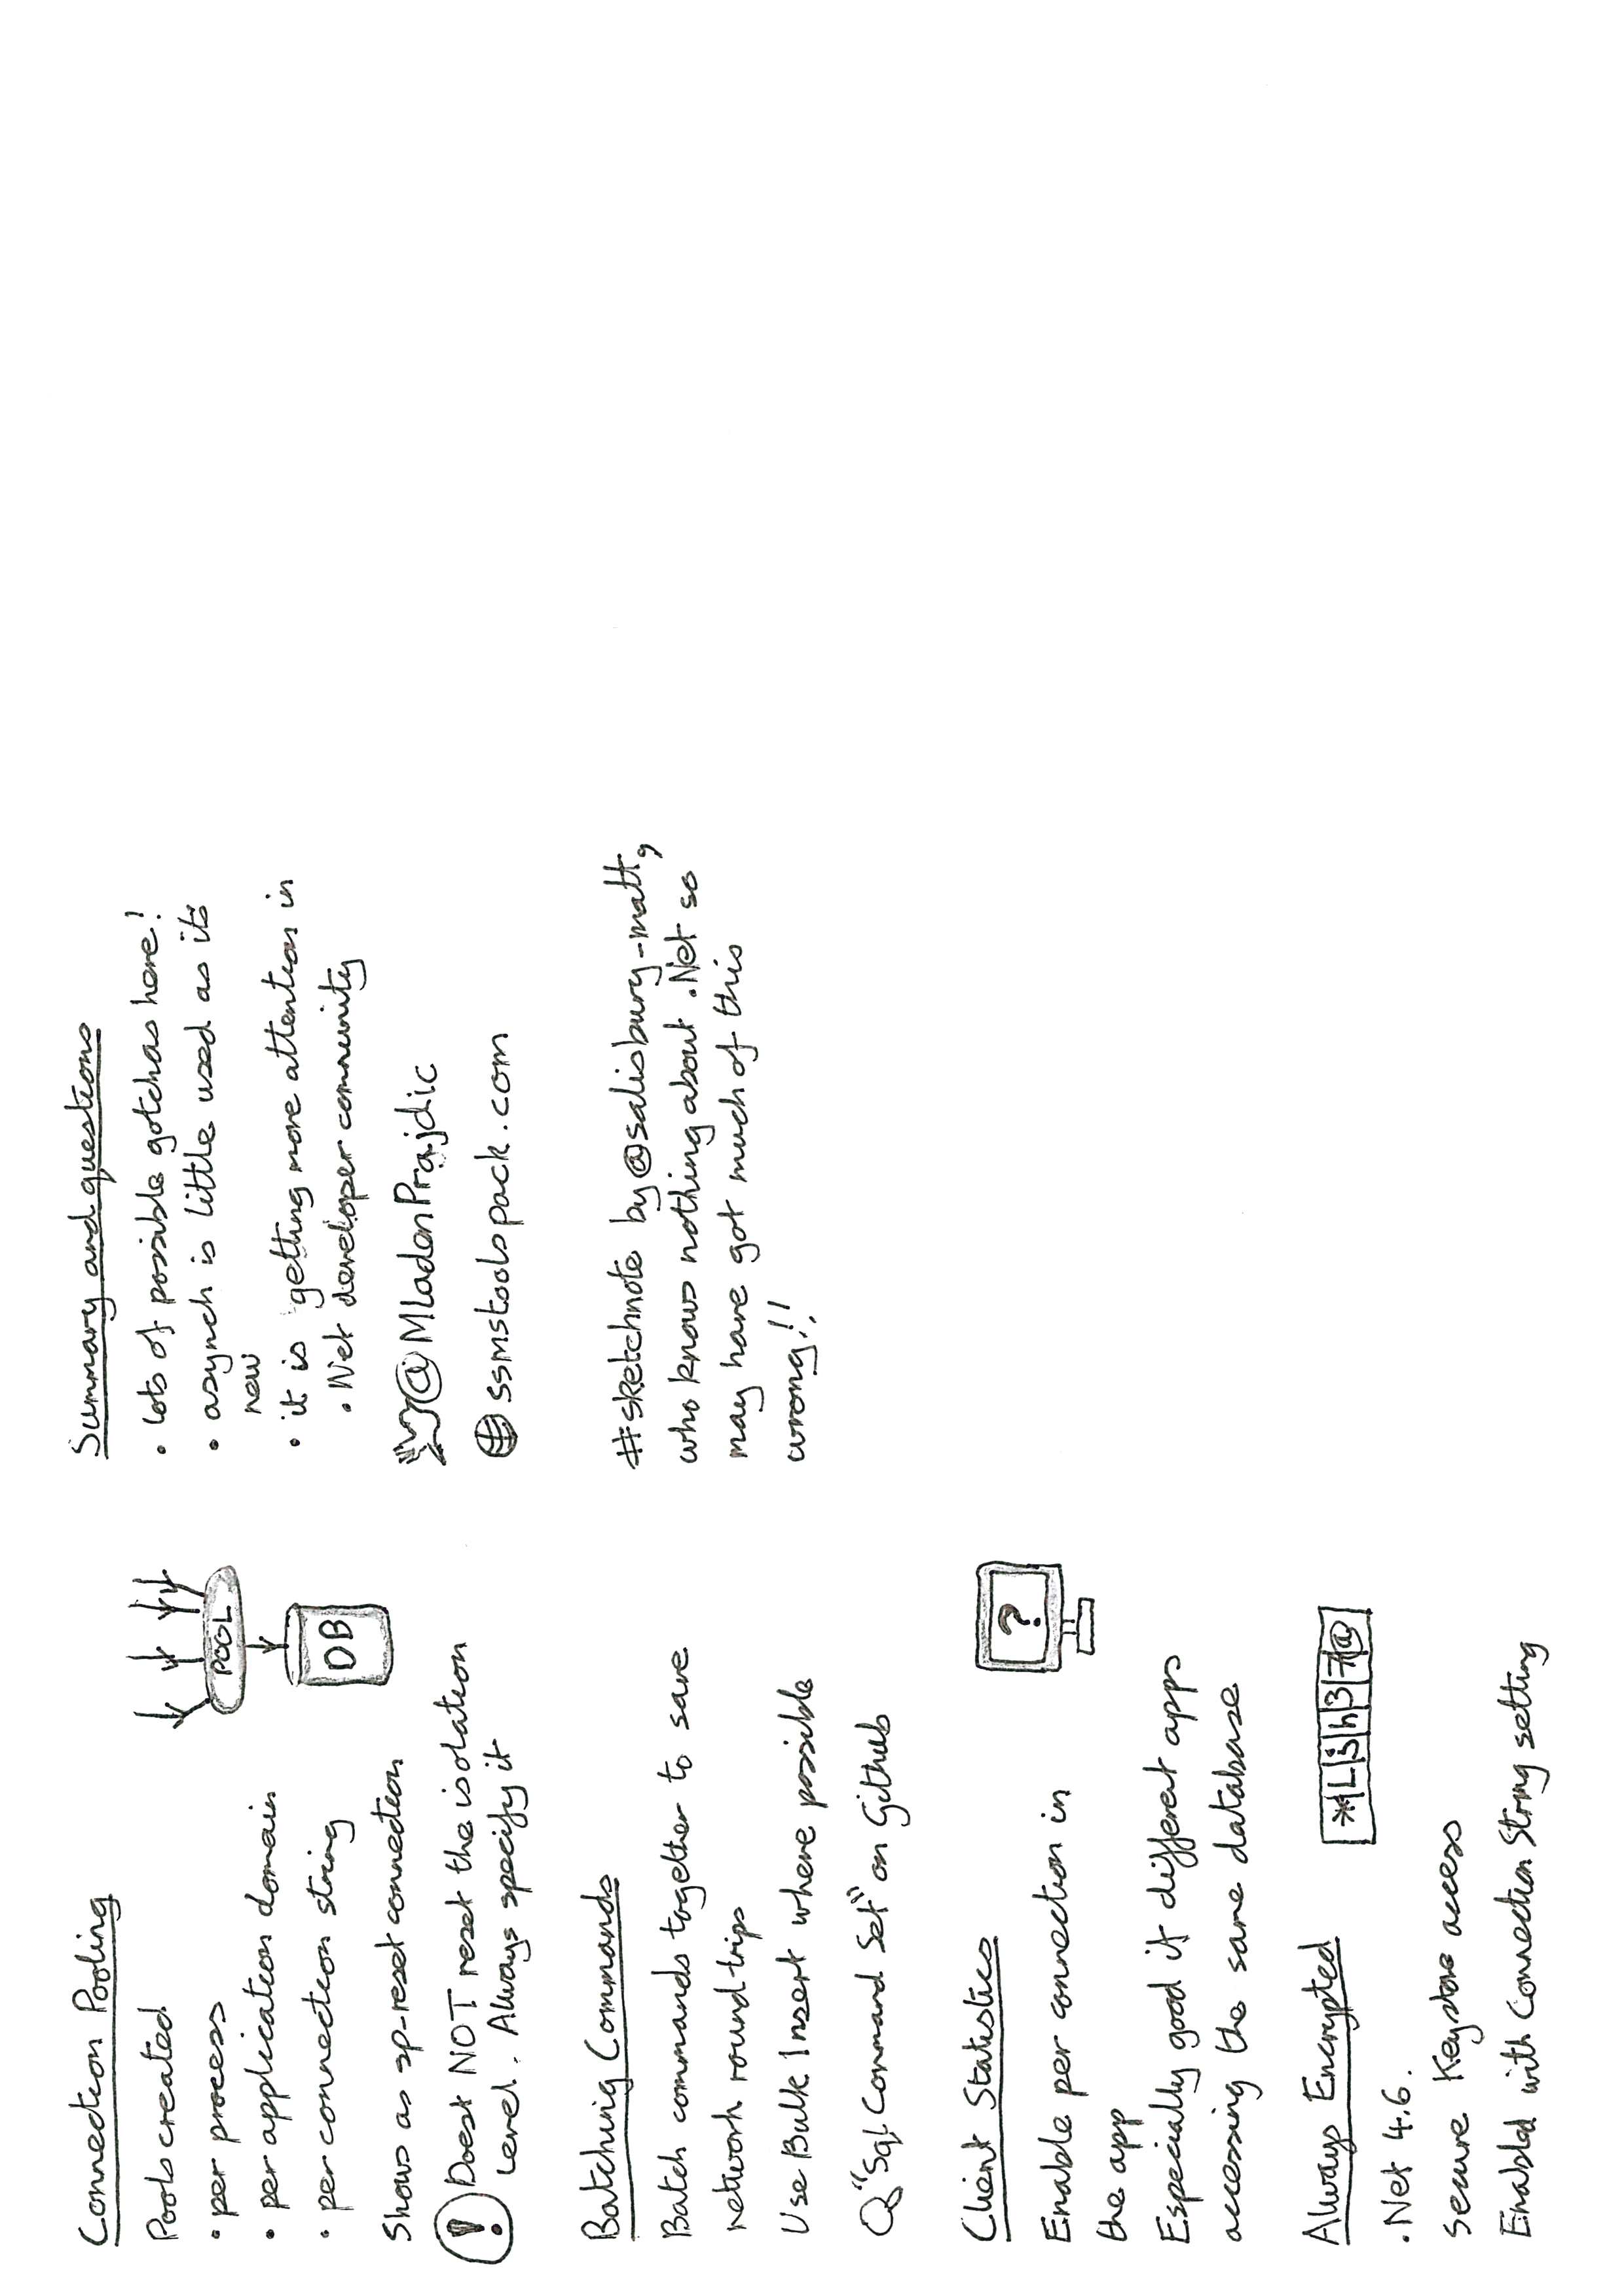 Connection Pooling
Pools created
• per process
• per application domain
• per connection string
POOL
DB
Shows as sp-reset connection
! Doest NOT reset the isolation
level. Always specify it
Batching Commands
Batch commands together to save
network round trips
Use Bulk Insert where possible
"Sql Command Set" on Github
Client Statistics
?
Enable per connection in
the app
Especially good if different apps
accessing the same database
Always Encrypted
*L
.Net 4.6.
Secure Keystore access
Enabled with Connection String setting
Summary and questions
• lots of possible gotchas here!
• asynch is little used as its
new
• it is getting more attention in
.Net developer community
@MladenPrajdic
ssmstoolspack.com
#sketchnote by @salisbury-matt,
who knows nothing about .Net so
may have got much of this
wrong!!